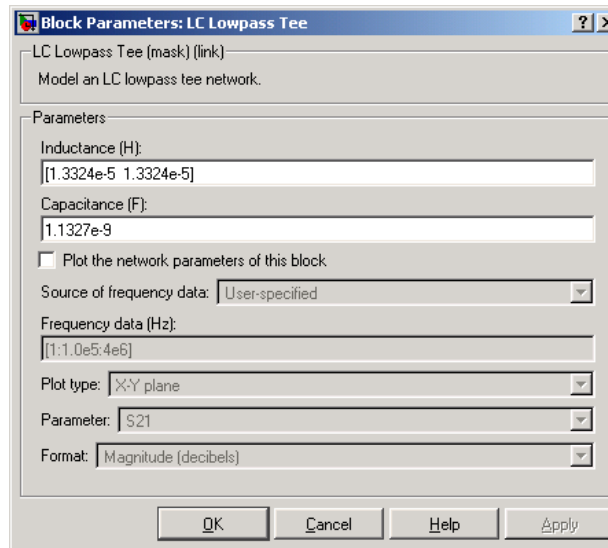 Block Parameters: LC Lowpass Tee
LC Lowpass Tee (mask) (link)
Model an LC lowpass tee network.
Parameters
Inductance (H):
[1.3324e-5 1.3324e-5]
Capacitance (F):
1.1327e-9
Plot the network parameters of this block
Source of frequency data: User-specified
Frequency data (Hz):
[1:1.0e5:4e6]
Plot type: X-Y plane
Parameter: S21
Format: Magnitude (decibels)
OK Cancel Help Apply